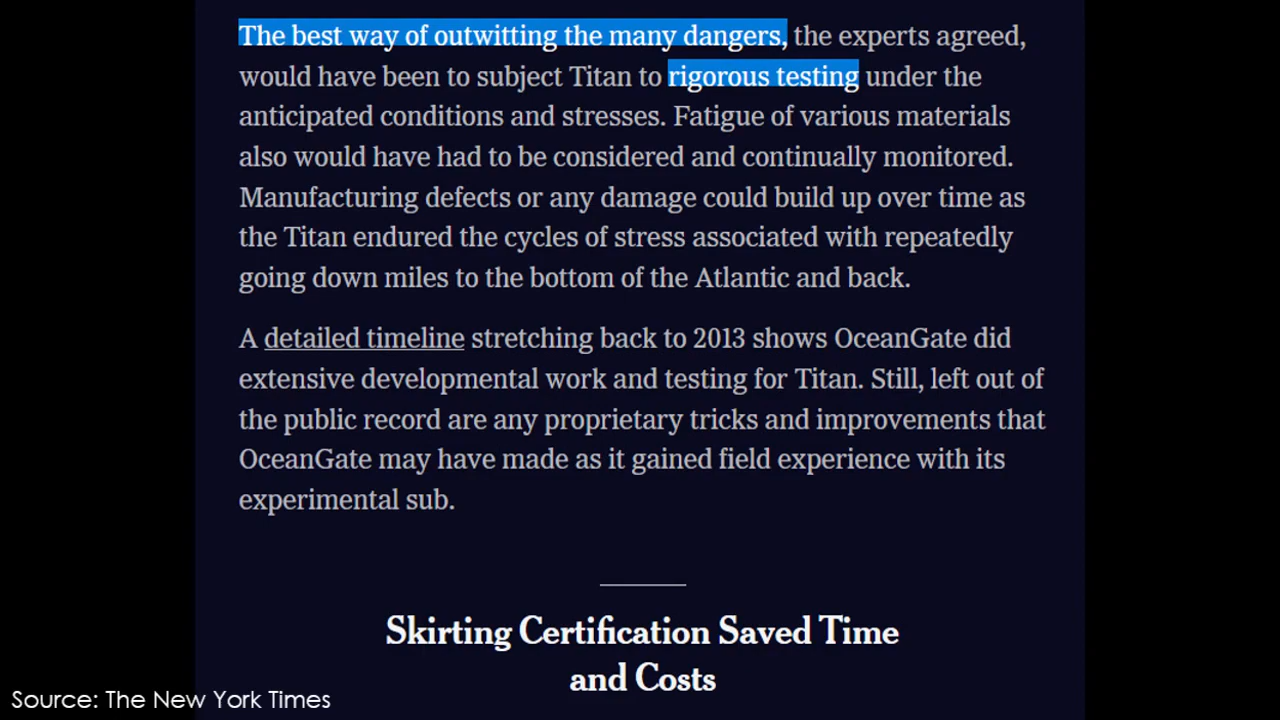 The best way of outwitting the many dangers, the experts agreed,
would have been to subject Titan to rigorous testing under the
anticipated conditions and stresses. Fatigue of various materials
also would have had to be considered and continually monitored.
Manufacturing defects or any damage could build up over time as
the Titan endured the cycles of stress associated with repeatedly
going down miles to the bottom of the Atlantic and back.
A detailed timeline stretching back to 2013 shows OceanGate did
extensive developmental work and testing for Titan. Still, left out of
the public record are any proprietary tricks and improvements that
OceanGate may have made as it gained field experience with its
experimental sub.
Skirting Certification Saved Time
and Costs
Source: The New York Times